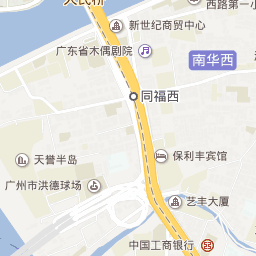 人民桥
西路第一小
新世纪商贸中心
广东省木偶剧院
南华西
同福西
保利丰宾馆
天誉半岛
广州市洪德球场
艺丰大厦
中国工商银行